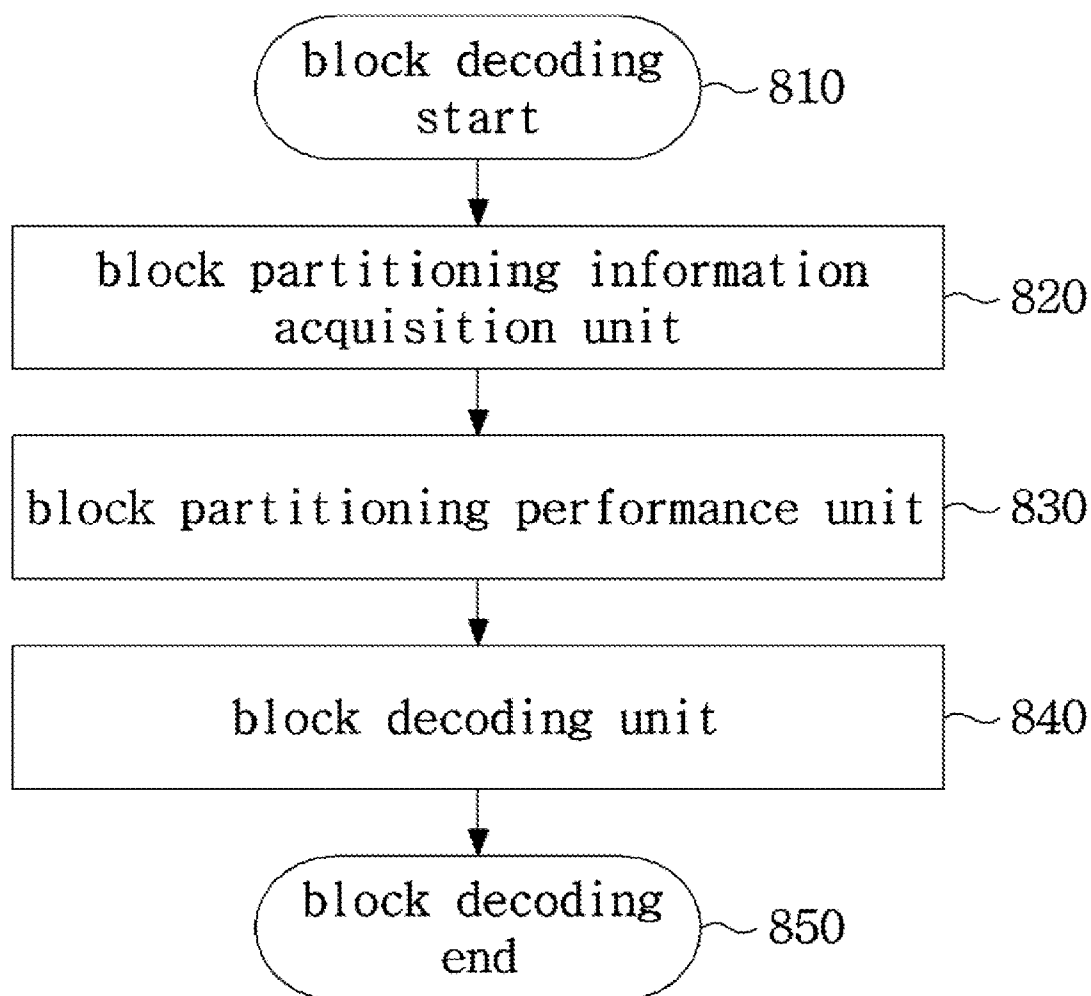 block decoding
start
810
block partitioning information
acquisition unit
820
block partitioning performance unit
830
block decoding unit
840
block decoding
end
850